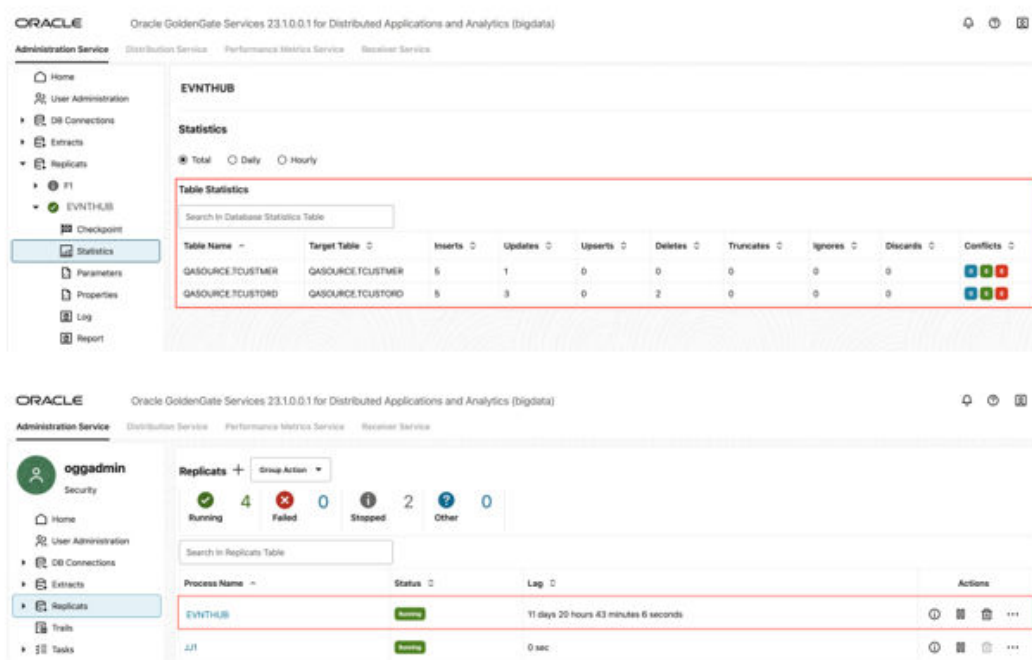 ORACLE Oracle GoldenGate Services 23.1.0.0.1 for Distributed Applications and Analytics (bigdata)
Administration Service Distribution Service Performance Metrics Service Receiver Service
Home
User Administration
DB Connections
Extracts
Replicats
F1
EVNTHUB
Checkpoint
Statistics
Parameters
Properties
Log
Report
EVNTHUB
Statistics
Total Daily Hourly
Table Statistics
Search In Database Statistics Table
Table Name Target Table Inserts Updates Upserts Deletes Truncates Ignores Discards Conflicts
QASOURCE.TCUSTMER QASOURCE.TCUSTMER 5 1 0 0 0 0 0 0 0 0
QASOURCE.TCUSTORD QASOURCE.TCUSTORD 5 3 0 2 0 0 0 0 0 0
ORACLE Oracle GoldenGate Services 23.1.0.0.1 for Distributed Applications and Analytics (bigdata)
Administration Service Distribution Service Performance Metrics Service Receiver Service
oggadmin
Security
Home
User Administration
DB Connections
Extracts
Replicats
Trails
Tasks
Replicats Group Action
4 0 2 0
Running Failed Stopped Other
Search In Replicats Table
Process Name Status Lag Actions
EVNTHUB Running 11 days 20 hours 43 minutes 6 seconds
JJ1 Running 0 sec